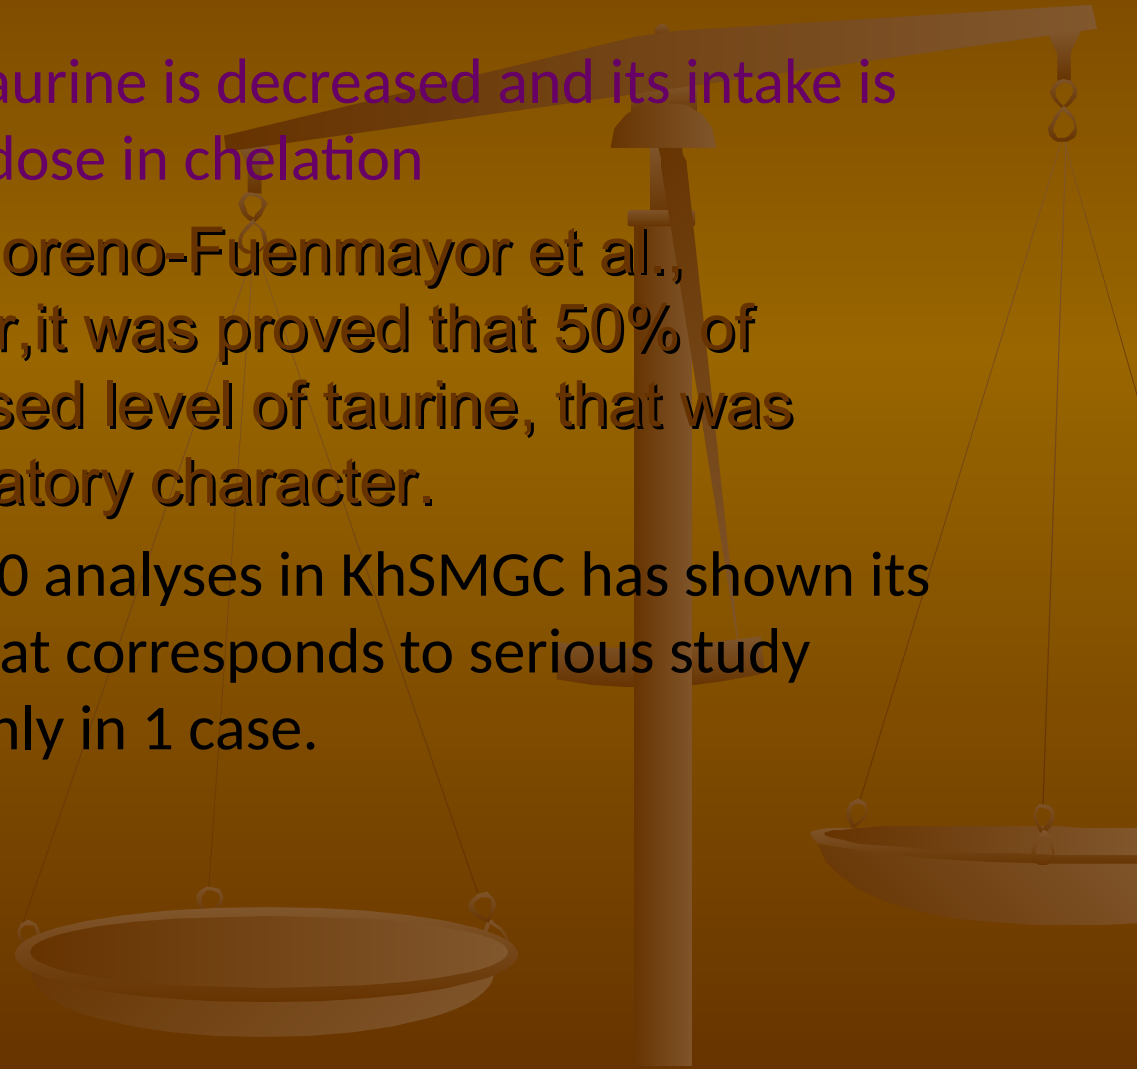 aurine is decreased and its intake is
dose in chelation
oreno-Fuenmayor et al.,
r,it was proved that 50% of
sed level of taurine, that was
atory character.
0 analyses in KhSMGC has shown its
at corresponds to serious study
nly in 1 case.